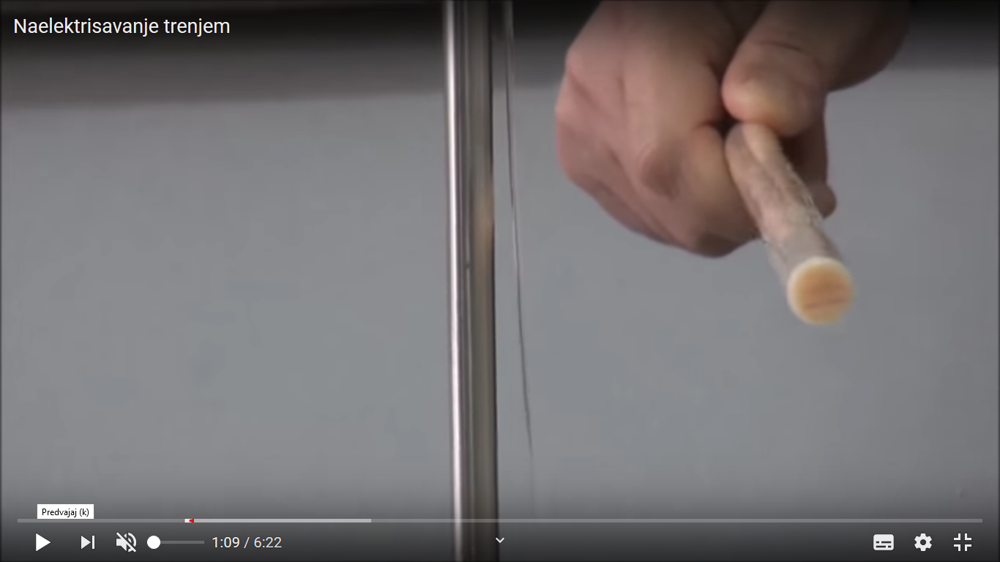 Naelektrisavanje trenjem
Predvajaj (k)
1:09 / 6:22